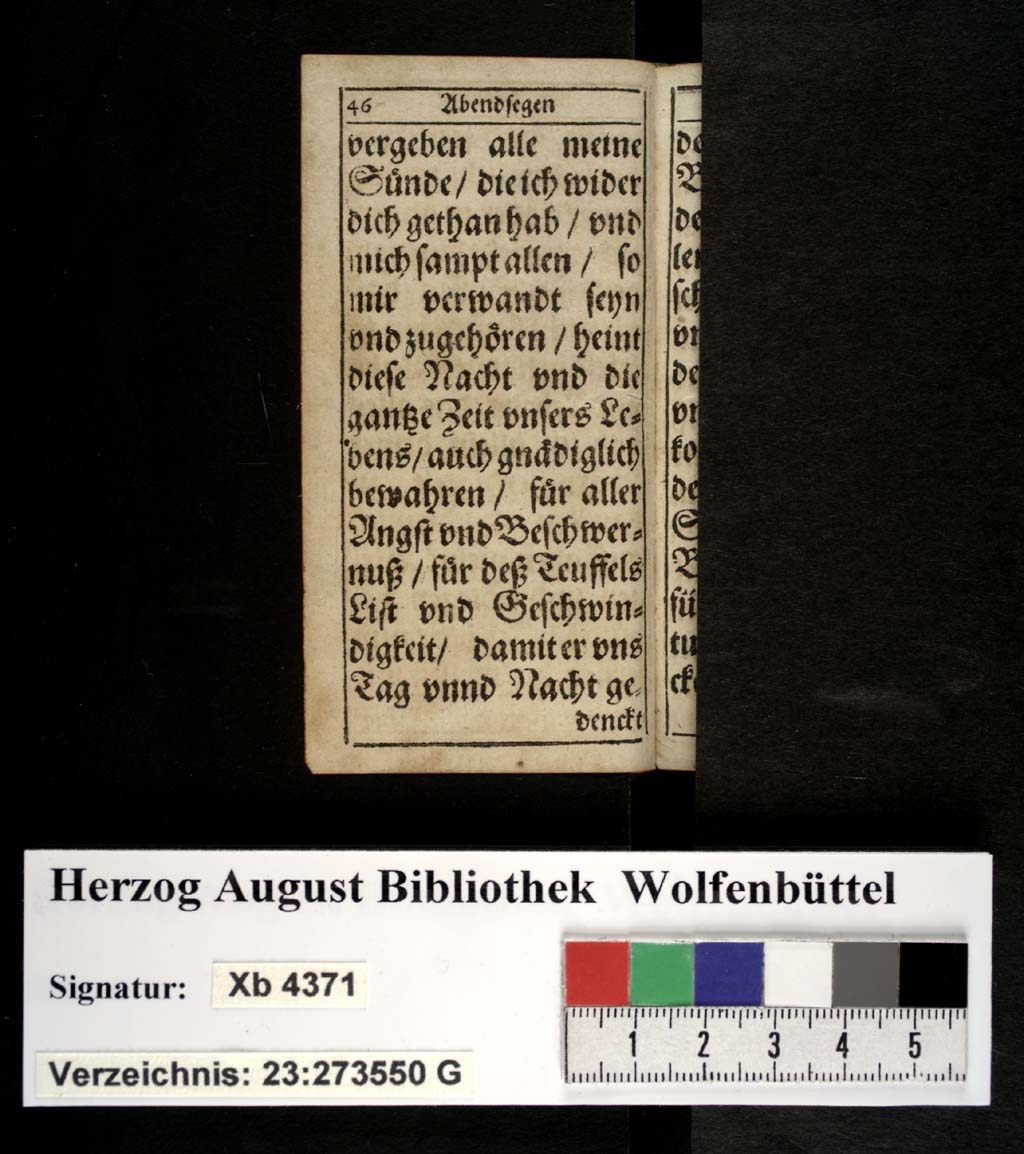 46 Abendsegen
vergeben alle meine
Sünde / die ich wider
dich gethan hab / vnd
mich sampt allen / so
mir verwandt seyn
vnd zugehören / heint
diese Nacht vnd die
gantze Zeit vnsers Le-
bens / auch gnädiglich
bewahren / für aller
Angst vnd Beschwer-
nuß / für deß Teuffels
List vnd Geschwin-
digkeit / damit er vns
Tag vnnd Nacht ge-
denckt
Herzog August Bibliothek Wolfenbüttel
Signatur: Xb 4371
Verzeichnis: 23:273550 G
1 2 3 4 5